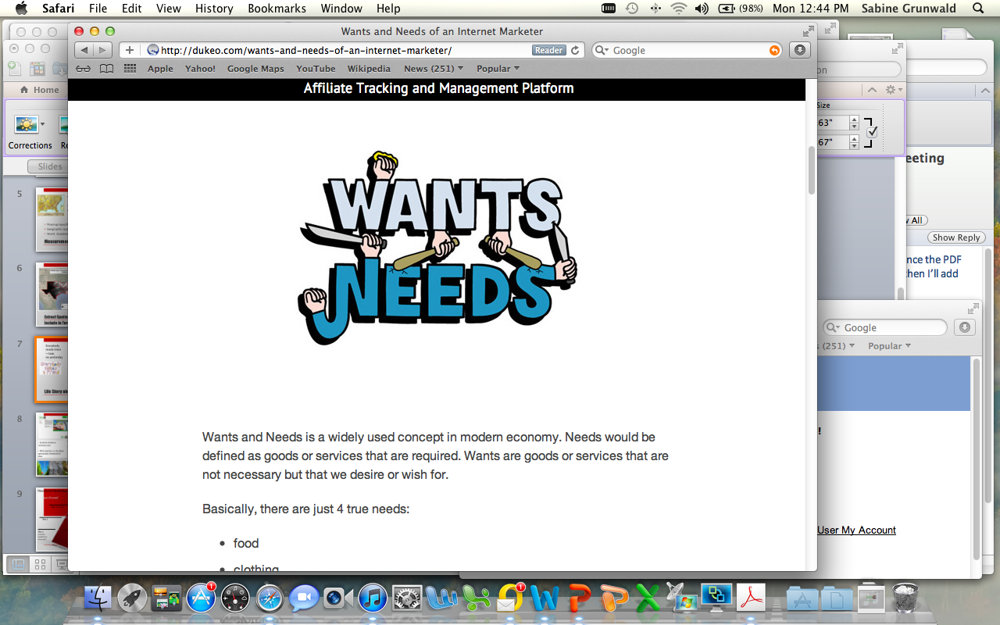 Safari File Edit View History Bookmarks Window Help (98%) Mon 12:44 PM Sabine Grunwald
Wants and Needs of an Internet Marketer
http://dukeo.com/wants-and-needs-of-an-internet-marketer/ Reader Google
Apple Yahoo! Google Maps YouTube Wikipedia News (251) Popular
Affiliate Tracking and Management Platform
WANTS
NEEDS
Wants and Needs is a widely used concept in modern economy. Needs would be
defined as goods or services that are required. Wants are goods or services that are
not necessary but that we desire or wish for.
Basically, there are just 4 true needs:
• food
• clothing
Home
Corrections Re
Slides
5
6
7
8
9
on
Size
63"
67"
eeting
All
Show Reply
nce the PDF
hen I'll add
Google
(251) Popular
!
User My Account
1
1